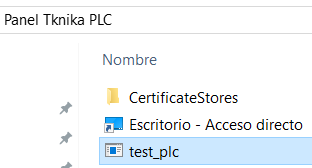 Panel Tknika PLC
Nombre
CertificateStores
Escritorio - Acceso directo
test_plc